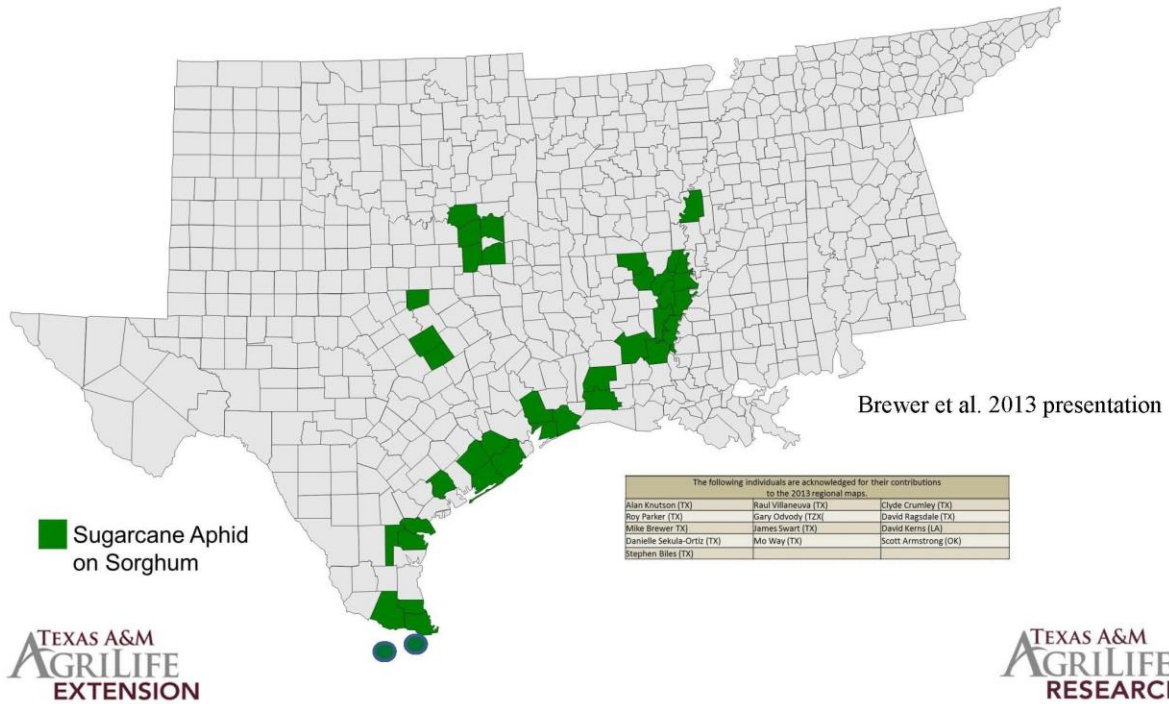 Brewer et al. 2013 presentation
The following individuals are acknowledged for their contributions
to the 2013 regional maps.
Alan Knutson (TX) Raul Villaneuva (TX) Clyde Crumley (TX)
Roy Parker (TX) Gary Odvody (TZX( David Ragsdale (TX)
Mike Brewer TX) James Swart (TX) David Kerns (LA)
Danielle Sekula-Ortiz (TX) Mo Way (TX) Scott Armstrong (OK)
Stephen Biles (TX)
Sugarcane Aphid
on Sorghum
TEXAS A&M
AGRILIFE
EXTENSION
TEXAS A&M
AGRILIFE
RESEARCH